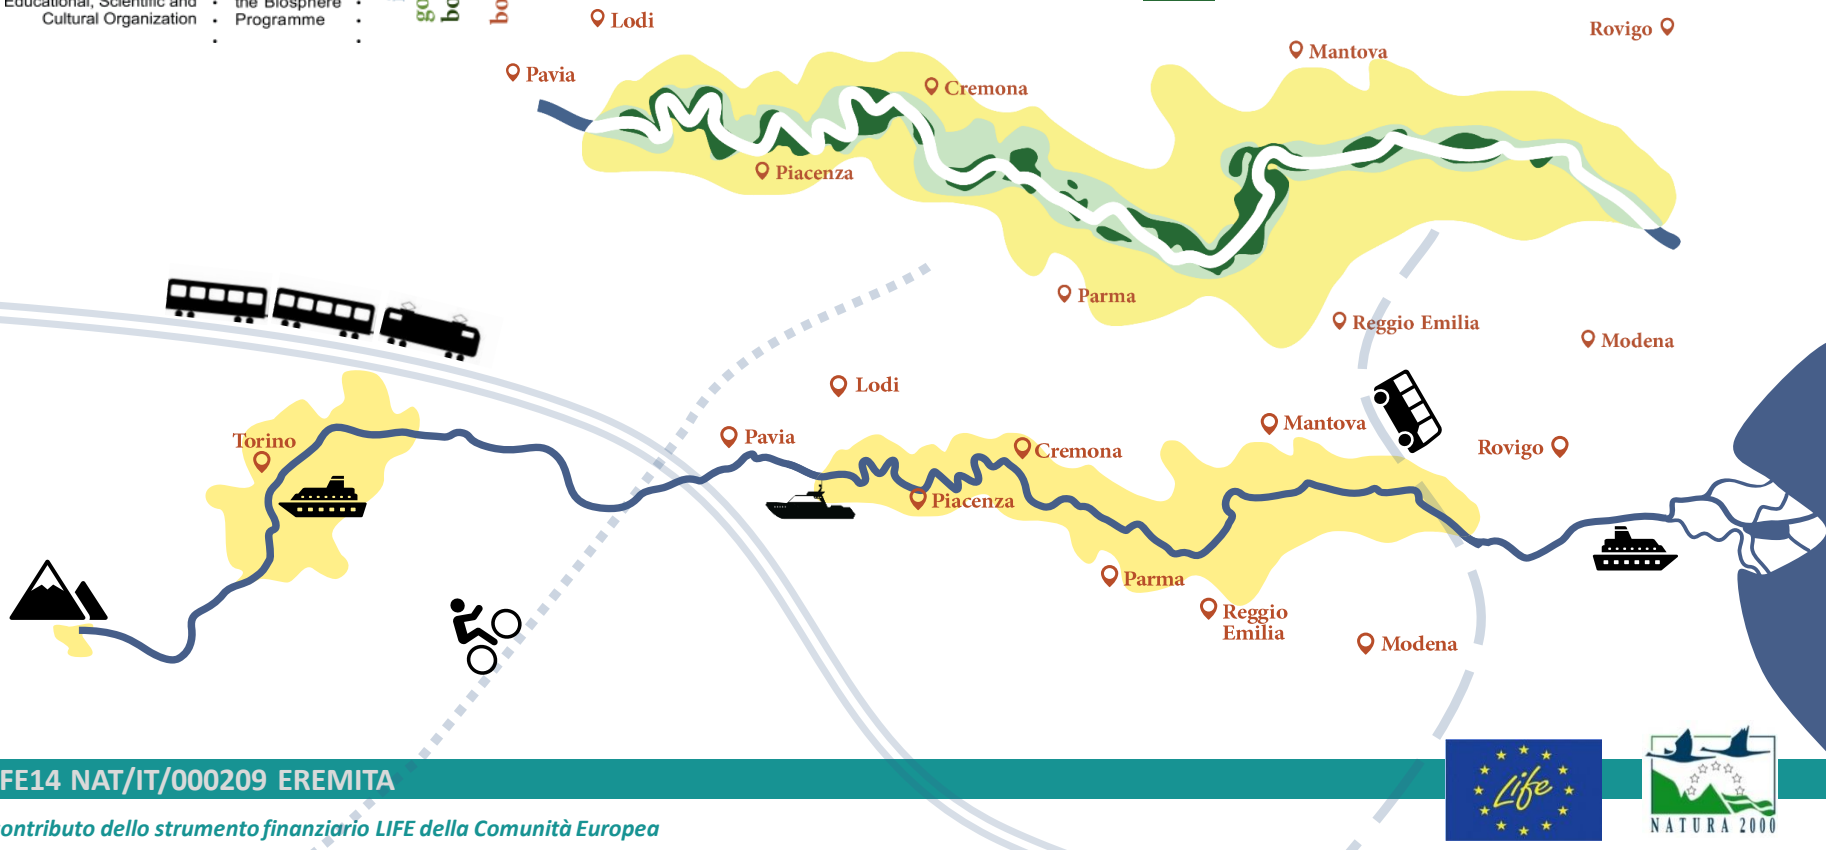 Educational, Scientific and
Cultural Organization
the Biosphere
Programme
Lodi
Pavia
Cremona
Piacenza
Mantova
Rovigo
Parma
Reggio Emilia
Modena
Lodi
Torino
Pavia
Cremona
Piacenza
Mantova
Rovigo
Parma
Reggio
Emilia
Modena
FE14 NAT/IT/000209 EREMITA
ontributo dello strumento finanziario LIFE della Comunità Europea
Life
NATURA 2000